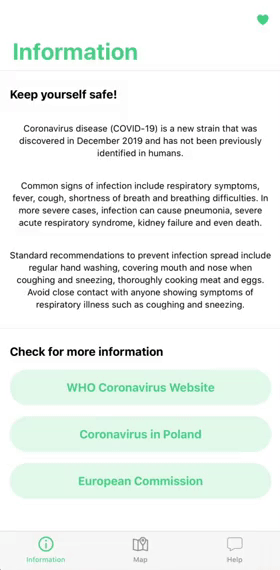 Information
Keep yourself safe!
Coronavirus disease (COVID-19) is a new strain that was
discovered in December 2019 and has not been previously
identified in humans.
Common signs of infection include respiratory symptoms,
fever, cough, shortness of breath and breathing difficulties. In
more severe cases, infection can cause pneumonia, severe
acute respiratory syndrome, kidney failure and even death.
Standard recommendations to prevent infection spread include
regular hand washing, covering mouth and nose when
coughing and sneezing, thoroughly cooking meat and eggs.
Avoid close contact with anyone showing symptoms of
respiratory illness such as coughing and sneezing.
Check for more information
WHO Coronavirus Website
Coronavirus in Poland
European Commission
Information
Map
Help